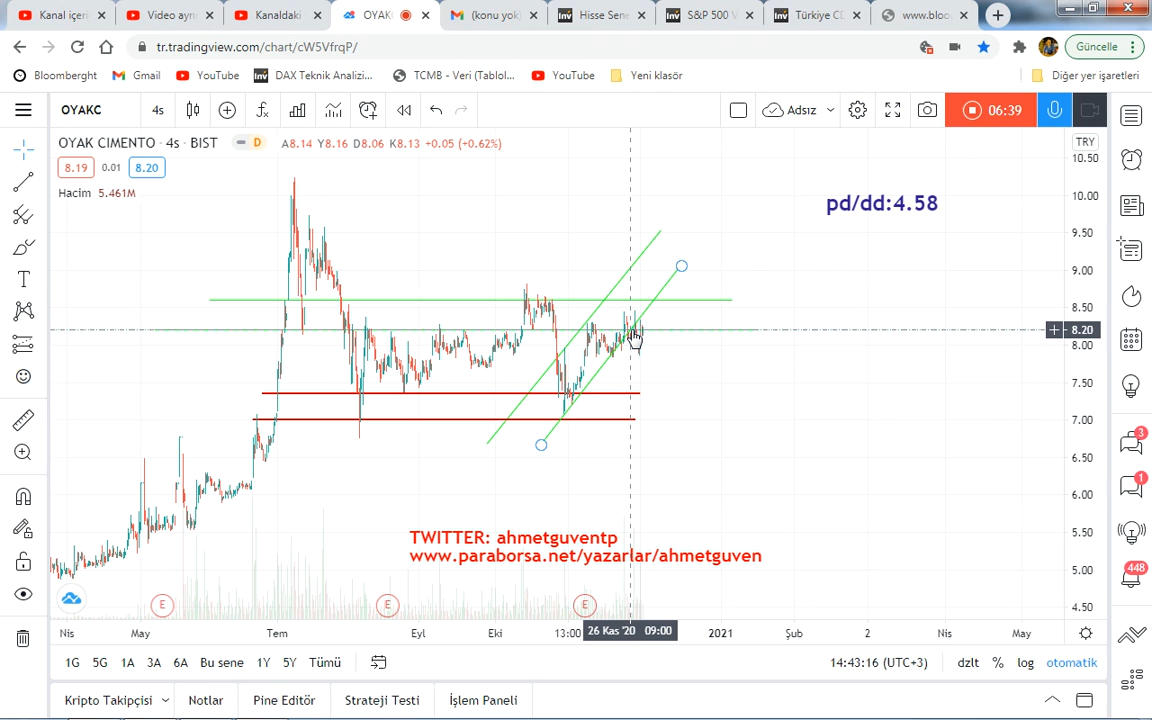 Kanal içeri
Video ayrı
Kanaldaki
OYAK
(konu yok)
Hisse Sene
S&P 500 V
Türkiye CD
www.bloo
tr.tradingview.com/chart/cW5VfrqP/
Güncelle
Bloomberght
Gmail
YouTube
DAX Teknik Analizi...
TCMB - Veri (Tablol...
YouTube
Yeni klasör
Diğer yer işaretleri
OYAKC
4s
Adsız
06:39
OYAK CIMENTO · 4s · BIST
D
A8.14 Y8.16 D8.06 K8.13 +0.05 (+0.62%)
TRY
8.19
0.01
8.20
Hacim 5.461M
pd/dd:4.58
10.50
10.00
9.50
9.00
8.50
8.20
8.00
7.50
7.00
6.50
6.00
5.50
5.00
4.50
TWITTER: ahmetguventp
www.paraborsa.net/yazarlar/ahmetguven
3
1
448
E
E
E
Nis
May
Tem
Eyl
Eki
13:00
26 Kas '20 09:00
2021
Şub
2
Nis
May
1G
5G
1A
3A
6A
Bu sene
1Y
5Y
Tümü
14:43:16 (UTC+3)
dzlt
%
log
otomatik
Kripto Takipçisi
Notlar
Pine Editör
Strateji Testi
İşlem Paneli